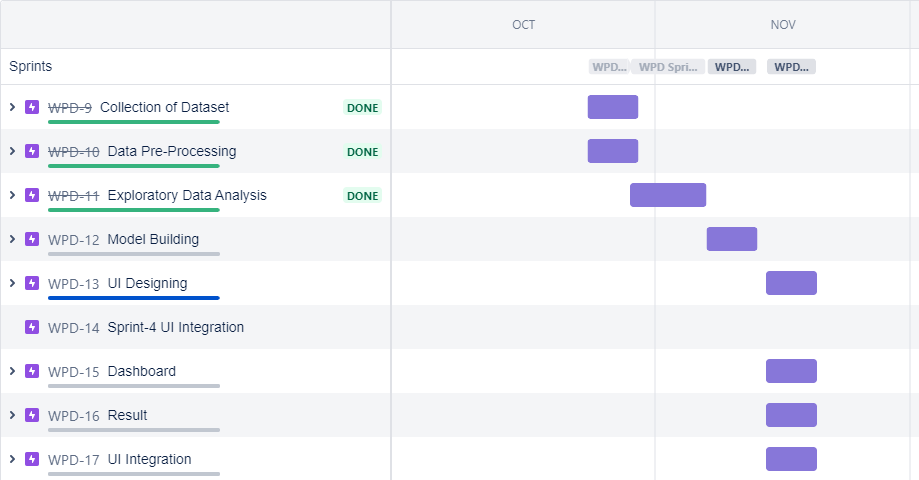 OCT NOV
Sprints WPD... WPD Spri... WPD... WPD...
WPD-9 Collection of Dataset DONE
WPD-10 Data Pre-Processing DONE
WPD-11 Exploratory Data Analysis DONE
WPD-12 Model Building
WPD-13 UI Designing
WPD-14 Sprint-4 UI Integration
WPD-15 Dashboard
WPD-16 Result
WPD-17 UI Integration